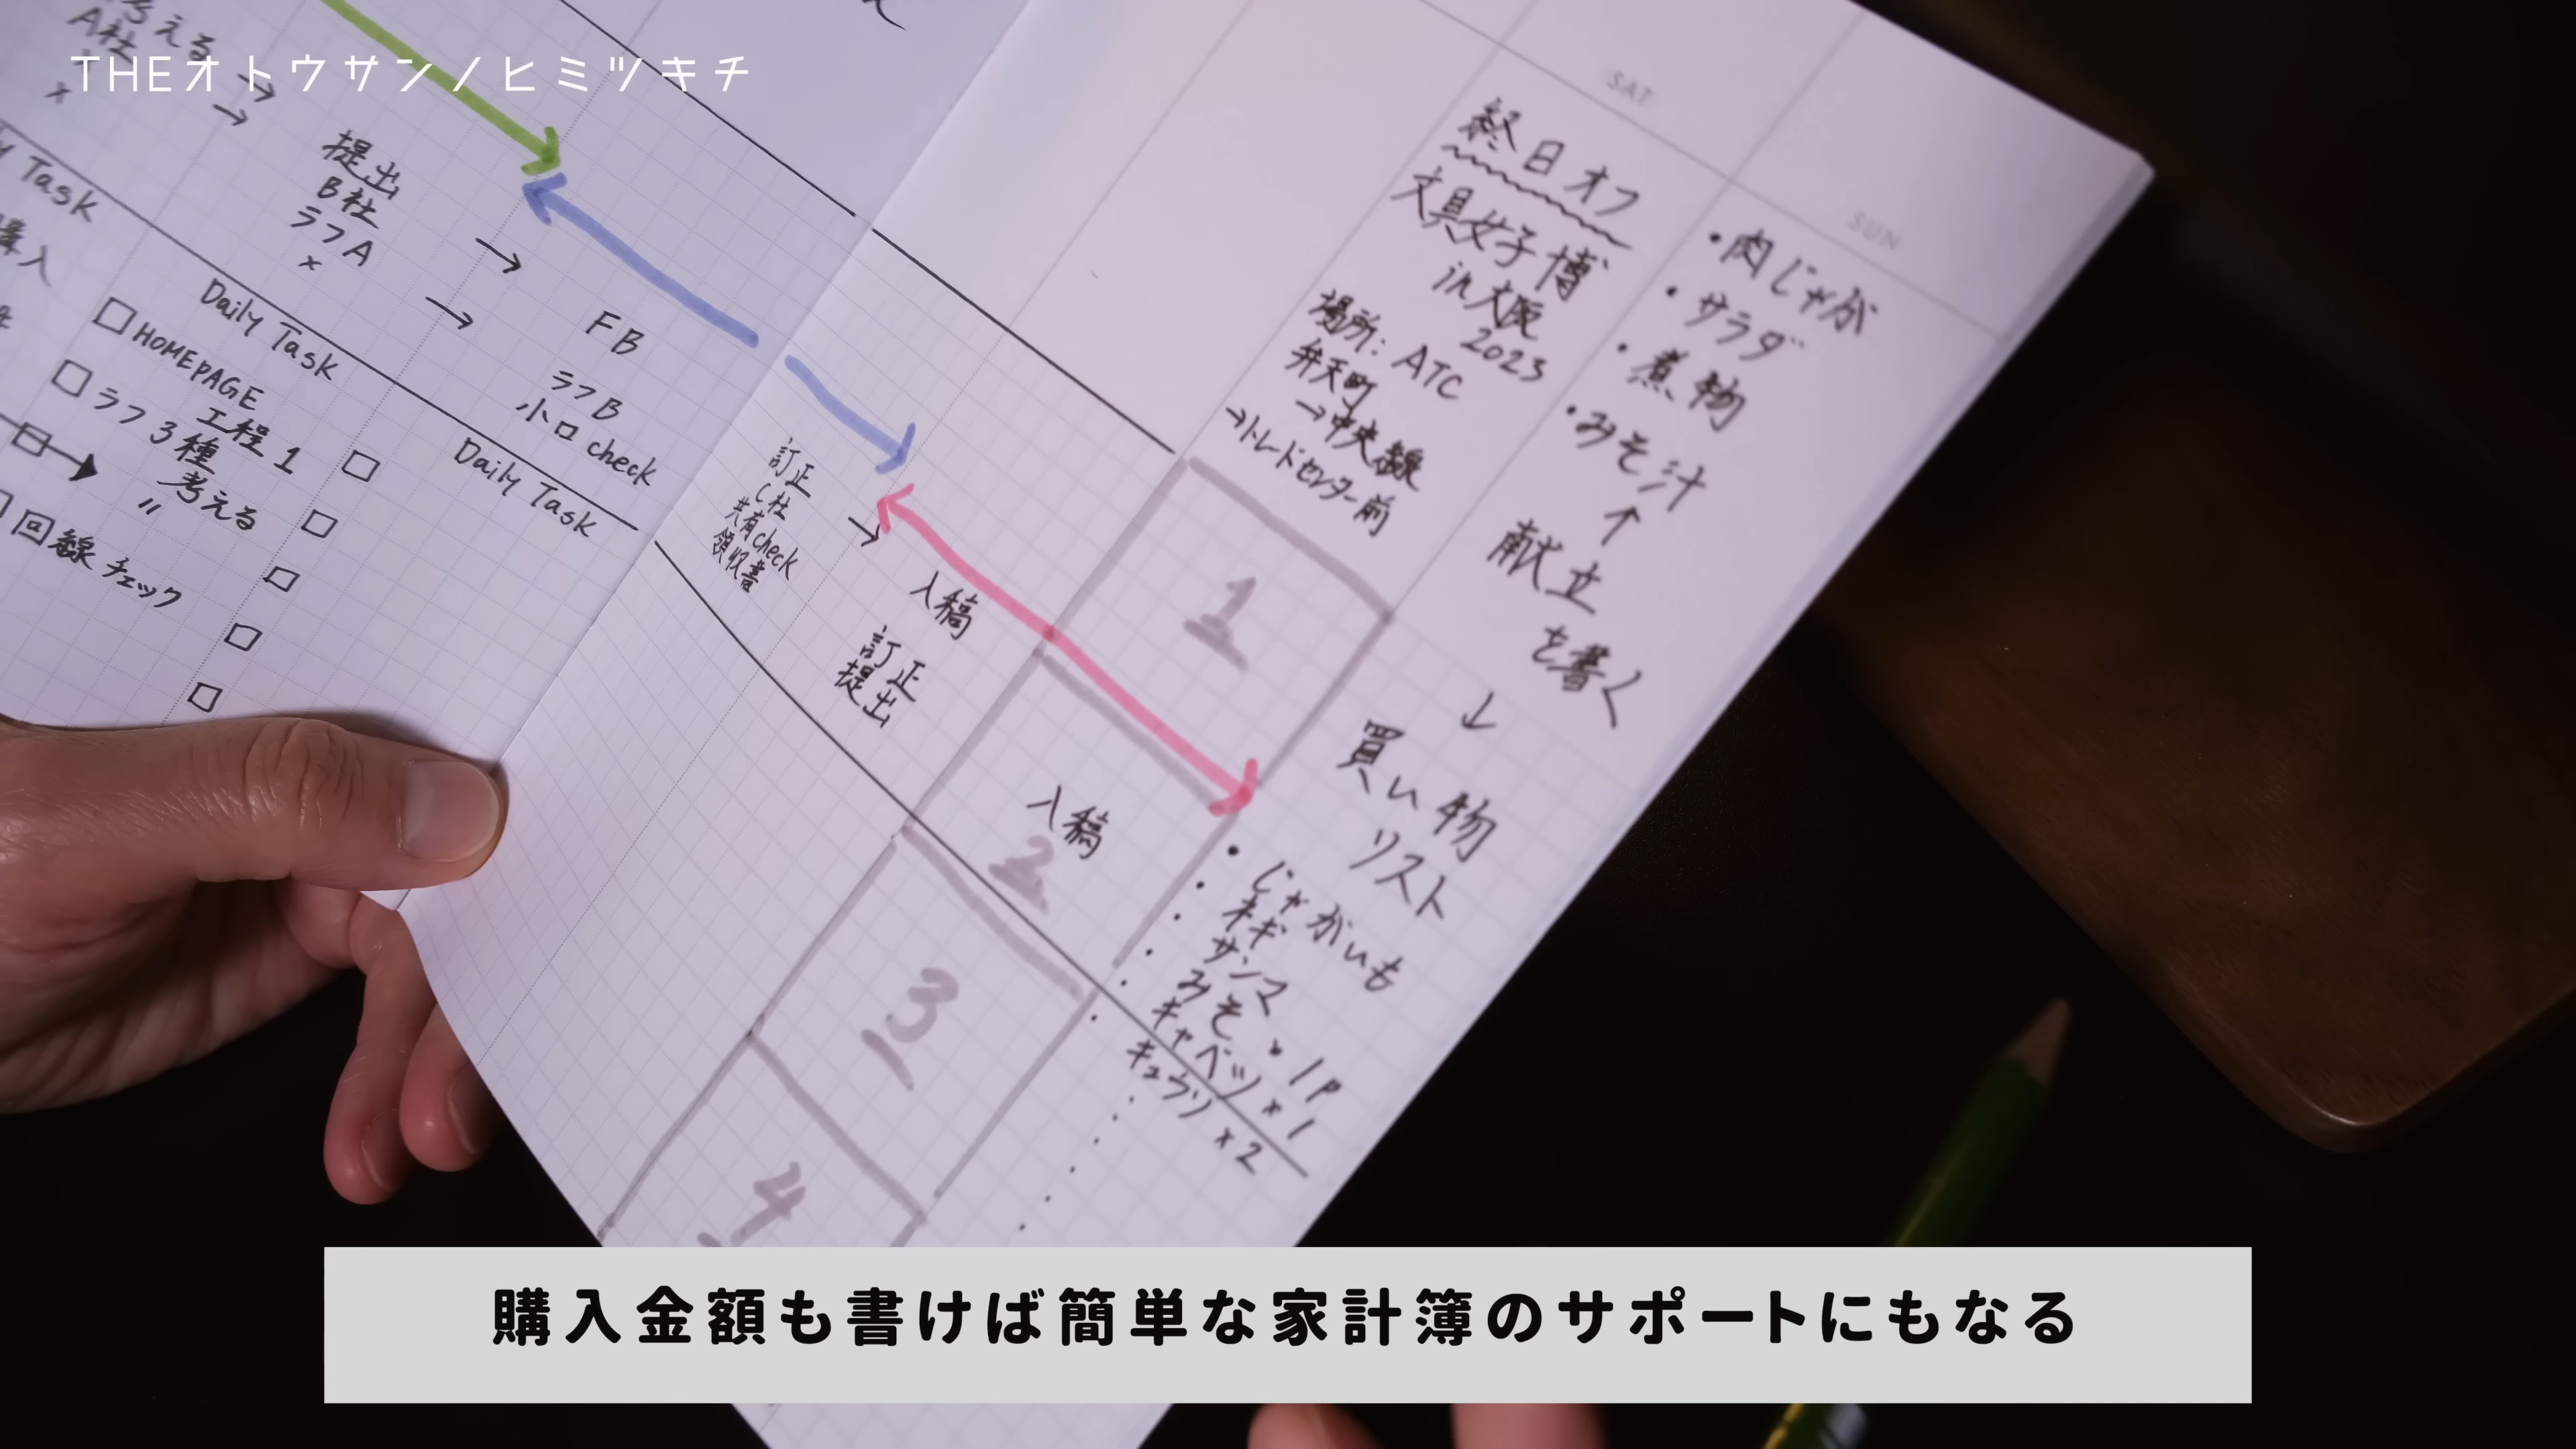 THEオトウサンノヒミツキチ
考える
A社
x
→
→
提出
B社
ラフA
x
→
→
FB
ラフB
小口check
Task
購入
Daily Task
□ HOMEPAGE
工程1
□ ラフ3種
考える
〃
回線チェック
Daily Task
訂正
C社
共有check
領収書
→
入稿
訂正
提出
入稿
1
2
3
4
SAT
終日オフ
文具女子博
in大阪
2023
場所:ATC
弁天町
→中央線
→トレードセンター前
SUN
・肉じゃが
・サラダ
・煮物
・みそ汁
↑
献立
を書く
↓
買い物
リスト
・じゃがいも
・ネギ
・サンマ
・みそ、1P
・キャベツ x 1
・キュウリ x 2
購入金額も書けば簡単な家計簿のサポートにもなる